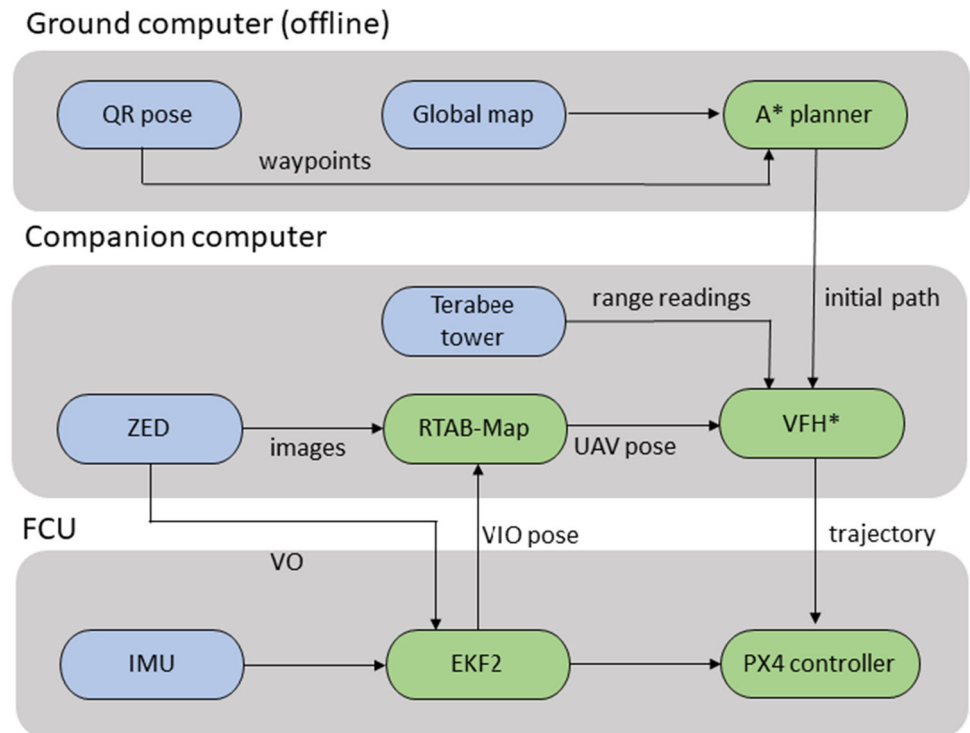 Ground computer (offline)
QR pose
Global map
A* planner
waypoints
Companion computer
Terabee
tower
range readings
initial path
ZED
images
RTAB-Map
UAV pose
VFH*
FCU
VO
VIO pose
trajectory
IMU
EKF2
PX4 controller